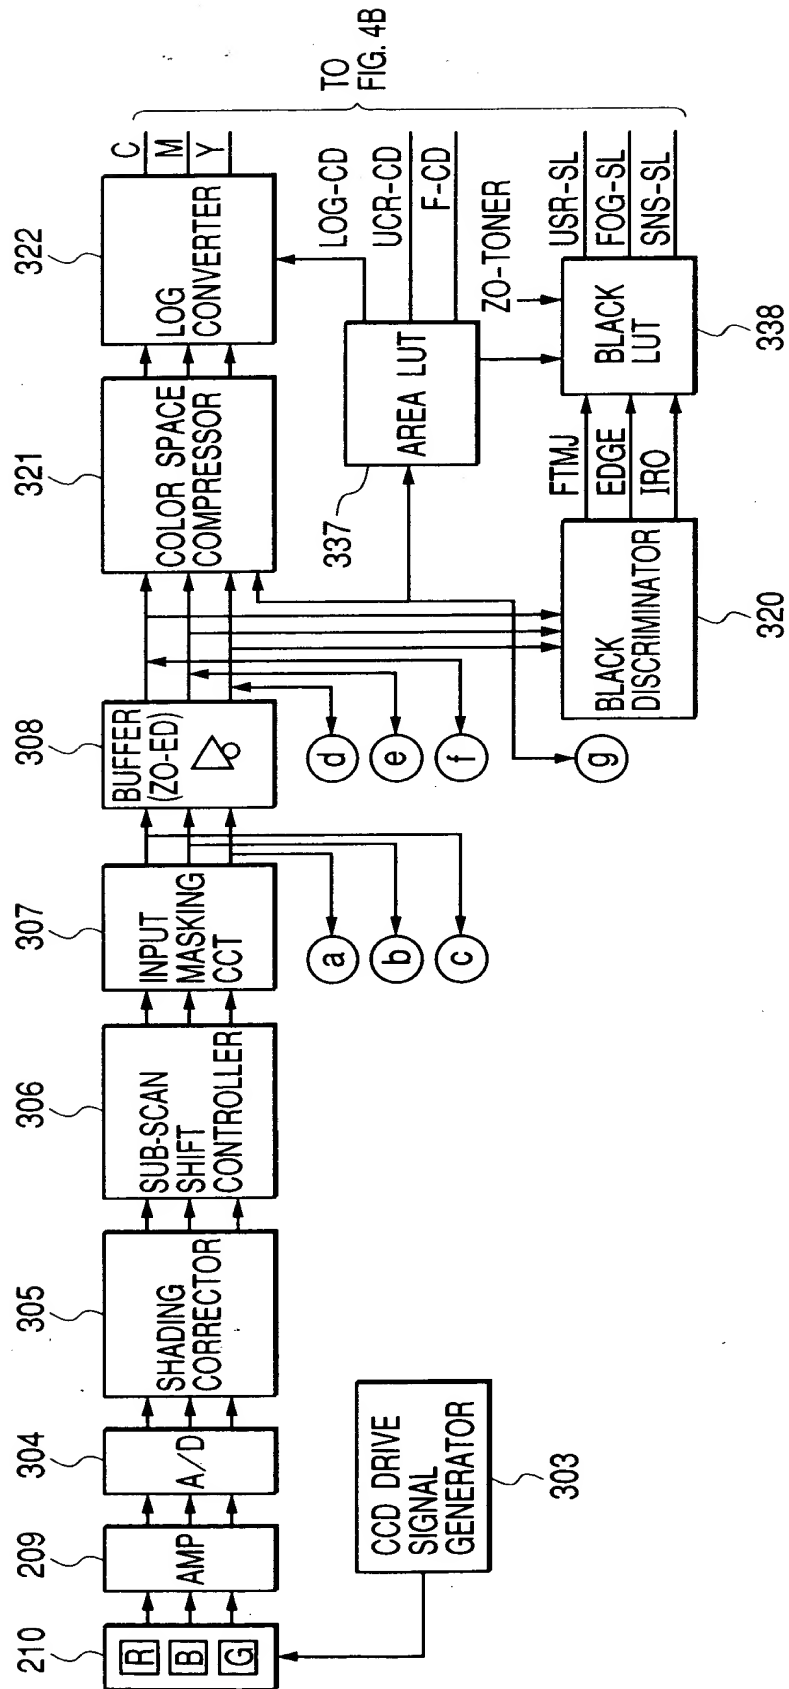 210
R
B
G
209
AMP
304
A/D
305
SHADING
CORRECTOR
306
SUB-SCAN
SHIFT
CONTROLLER
307
INPUT
MASKING
CCT
308
BUFFER
(ZO-ED)
321
COLOR SPACE
COMPRESSOR
322
LOG
CONVERTER
C
M
Y
TO
FIG. 4B
CCD DRIVE
SIGNAL
GENERATOR
303
a
b
c
d
e
f
g
337
AREA LUT
LOG-CD
UCR-CD
F-CD
ZO-TONER
BLACK
DISCRIMINATOR
320
FTMJ
EDGE
IRO
BLACK
LUT
338
USR-SL
FOG-SL
SNS-SL